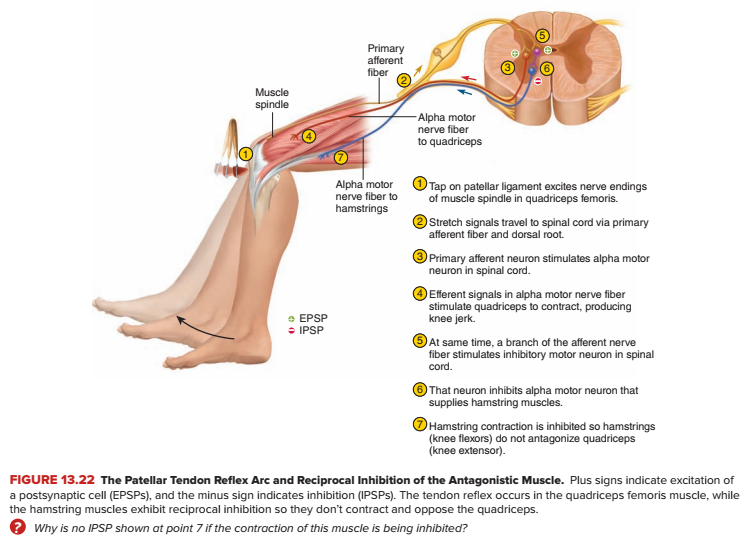 Primary
afferent
fiber
Muscle
spindle
Alpha motor
nerve fiber
to quadriceps
Alpha motor
nerve fiber to
hamstrings
1
2
3
4
5
6
7
EPSP
IPSP
1 Tap on patellar ligament excites nerve endings
of muscle spindle in quadriceps femoris.
2 Stretch signals travel to spinal cord via primary
afferent fiber and dorsal root.
3 Primary afferent neuron stimulates alpha motor
neuron in spinal cord.
4 Efferent signals in alpha motor nerve fiber
stimulate quadriceps to contract, producing
knee jerk.
5 At same time, a branch of the afferent nerve
fiber stimulates inhibitory motor neuron in spinal
cord.
6 That neuron inhibits alpha motor neuron that
supplies hamstring muscles.
7 Hamstring contraction is inhibited so hamstrings
(knee flexors) do not antagonize quadriceps
(knee extensor).
FIGURE 13.22 The Patellar Tendon Reflex Arc and Reciprocal Inhibition of the Antagonistic Muscle. Plus signs indicate excitation of
a postsynaptic cell (EPSPs), and the minus sign indicates inhibition (IPSPs). The tendon reflex occurs in the quadriceps femoris muscle, while
the hamstring muscles exhibit reciprocal inhibition so they don't contract and oppose the quadriceps.
? Why is no IPSP shown at point 7 if the contraction of this muscle is being inhibited?